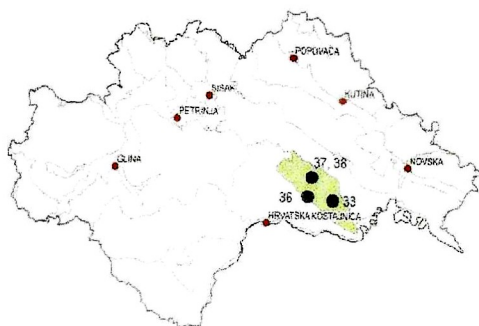 POPOVAČA
SISAK
KUTINA
PETRINJA
GLINA
NOVSKA
37, 38
36
33
HRVATSKA KOSTAJNICA